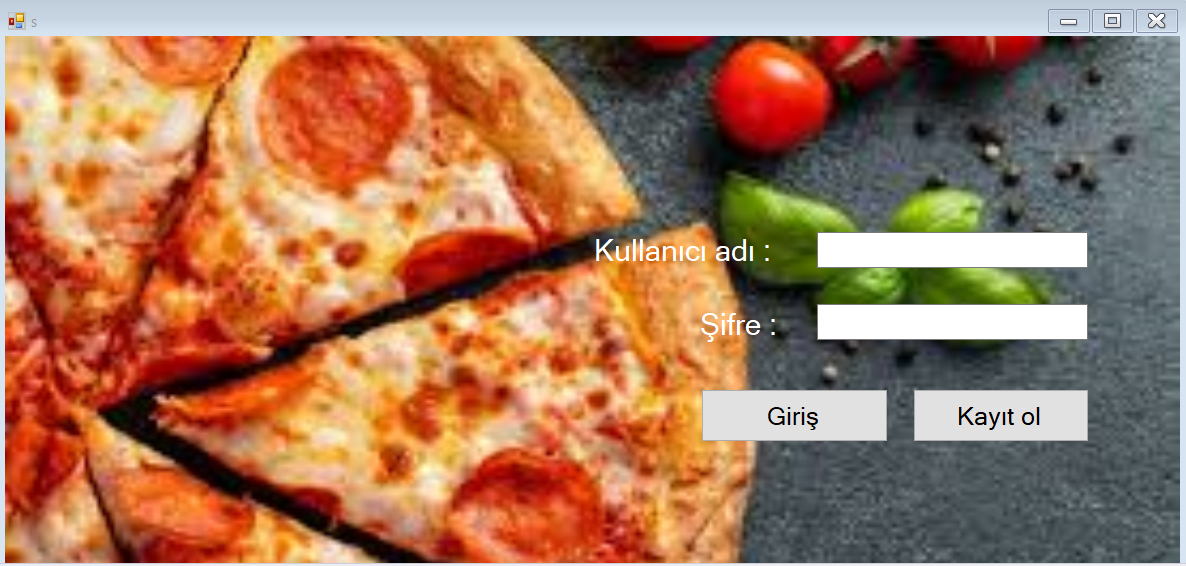 s
Kullanıcı adı :
Şifre :
Giriş
Kayıt ol